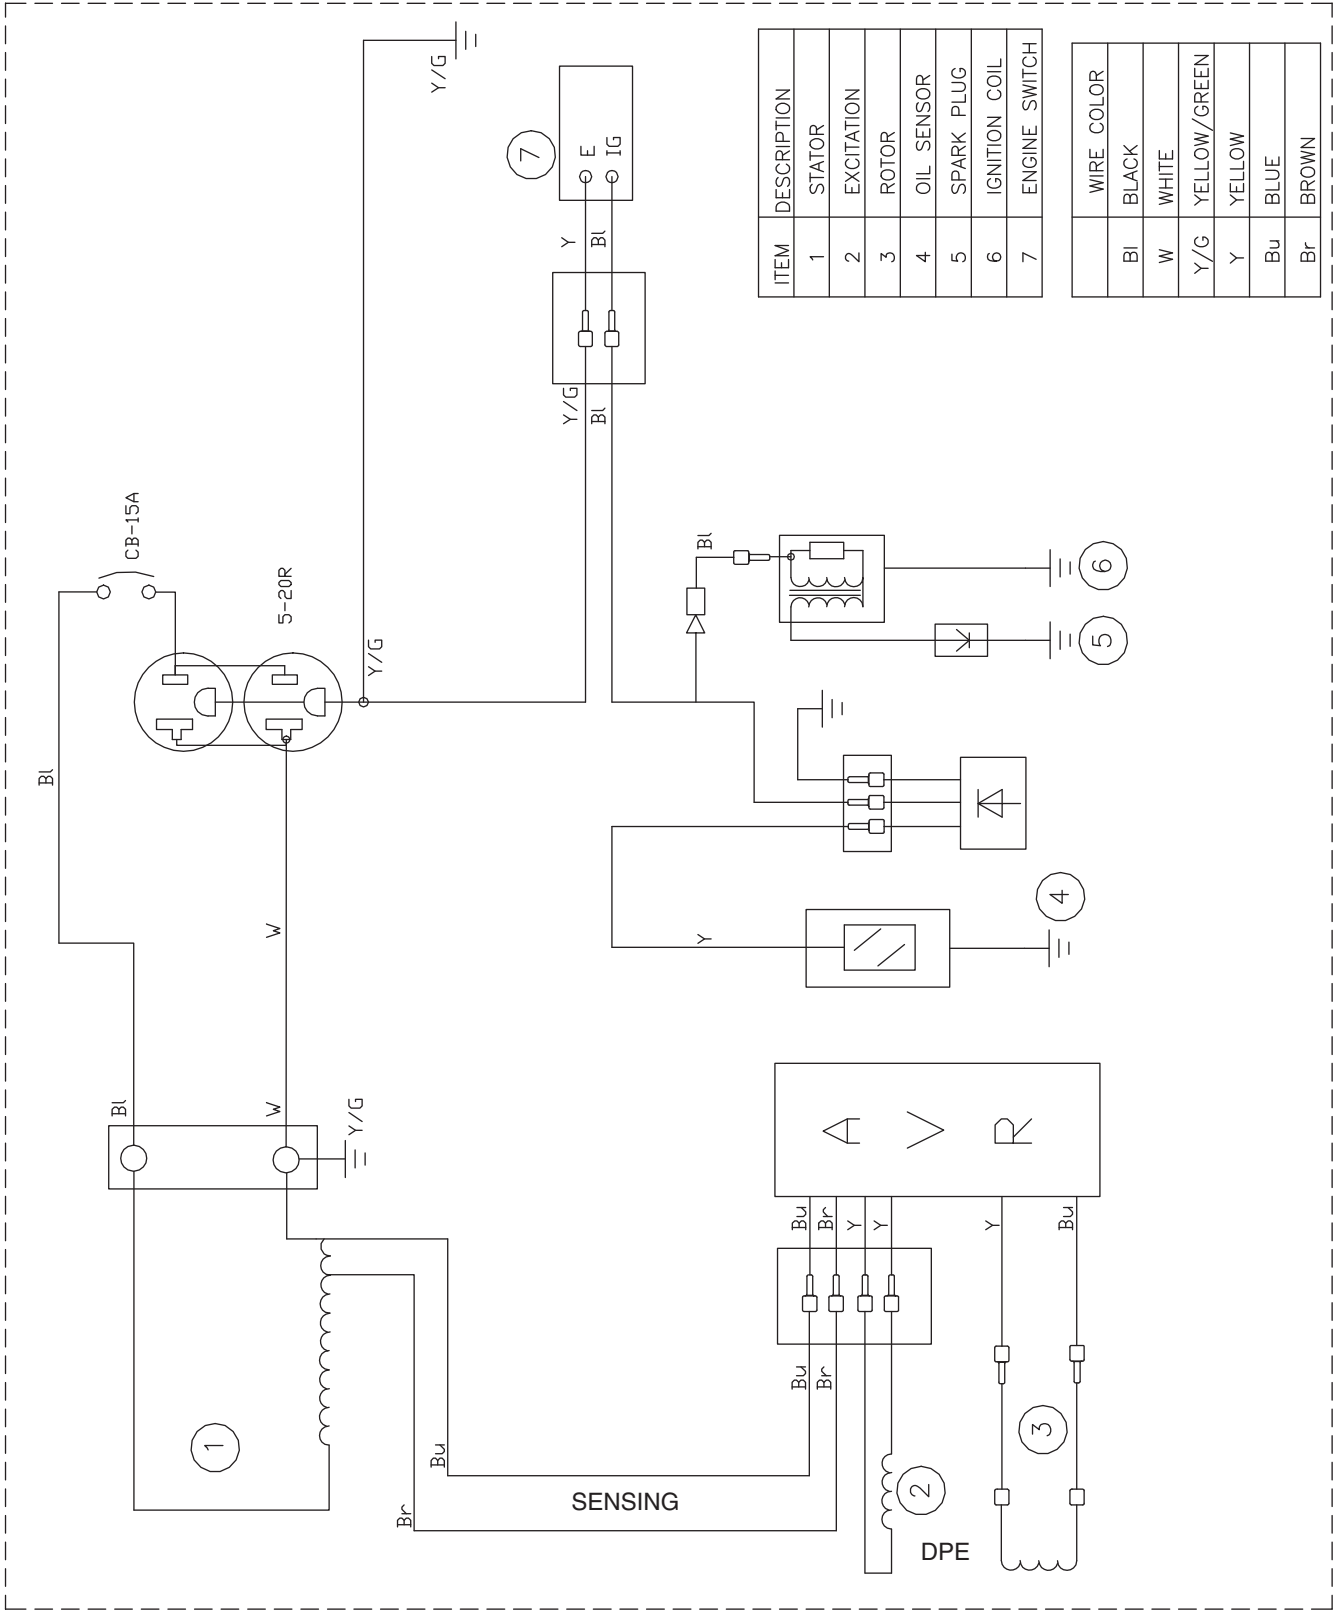 Y/G
7
E
IG
Y
Bl
Y/G
Bl
CB-15A
5-20R
Y/G
Bl
W
Bl
W
Y/G
1
Bu
Br
SENSING
Bl
6
5
4
Y
A
V
R
Bu
Br
Y
Y
Y
Bu
Bu
Br
2
DPE
3
ITEM DESCRIPTION
1 STATOR
2 EXCITATION
3 ROTOR
4 OIL SENSOR
5 SPARK PLUG
6 IGNITION COIL
7 ENGINE SWITCH
WIRE COLOR
Bl BLACK
W WHITE
Y/G YELLOW/GREEN
Y YELLOW
Bu BLUE
Br BROWN